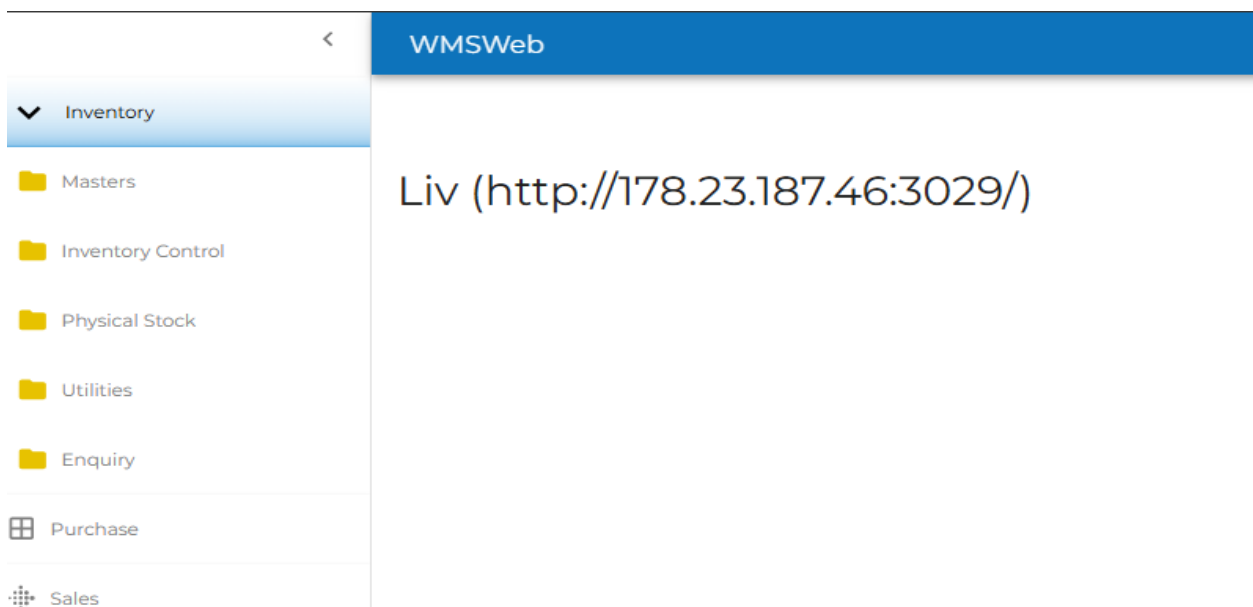 WMSWeb
Inventory
Masters
Inventory Control
Physical Stock
Utilities
Enquiry
Purchase
Sales
Liv (http://178.23.187.46:3029/)